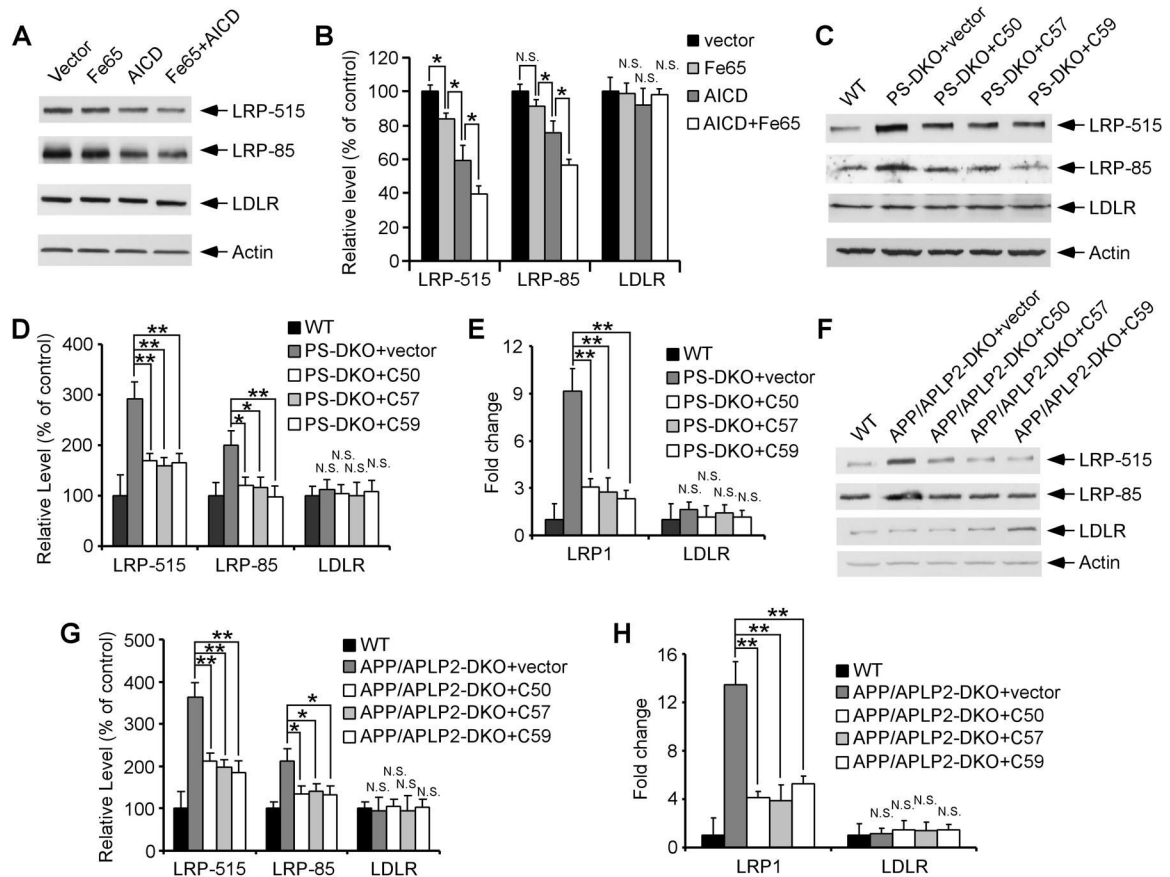 A
Vector
Fe65
AICD
Fe65+AICD
LRP-515
LRP-85
LDLR
Actin
B
Relative level (% of control)
120
100
80
60
40
20
0
*
*
*
N.S.
*
*
N.S.
N.S.
N.S.
LRP-515
LRP-85
LDLR
vector
Fe65
AICD
AICD+Fe65
C
WT
PS-DKO+vector
PS-DKO+C50
PS-DKO+C57
PS-DKO+C59
LRP-515
LRP-85
LDLR
Actin
D
Relative Level (% of control)
400
300
200
100
0
**
**
**
**
*
*
N.S.
N.S.
N.S.
N.S.
LRP-515
LRP-85
LDLR
WT
PS-DKO+vector
PS-DKO+C50
PS-DKO+C57
PS-DKO+C59
E
Fold change
12
9
6
3
0
**
**
**
N.S.
N.S.
N.S.
N.S.
LRP1
LDLR
WT
PS-DKO+vector
PS-DKO+C50
PS-DKO+C57
PS-DKO+C59
F
WT
APP/APLP2-DKO+vector
APP/APLP2-DKO+C50
APP/APLP2-DKO+C57
APP/APLP2-DKO+C59
LRP-515
LRP-85
LDLR
Actin
G
Relative Level (% of control)
500
400
300
200
100
0
**
**
**
*
*
*
N.S.
N.S.
N.S.
N.S.
LRP-515
LRP-85
LDLR
WT
APP/APLP2-DKO+vector
APP/APLP2-DKO+C50
APP/APLP2-DKO+C57
APP/APLP2-DKO+C59
H
Fold change
16
12
8
4
0
**
**
**
N.S.
N.S.
N.S.
N.S.
LRP1
LDLR
WT
APP/APLP2-DKO+vector
APP/APLP2-DKO+C50
APP/APLP2-DKO+C57
APP/APLP2-DKO+C59